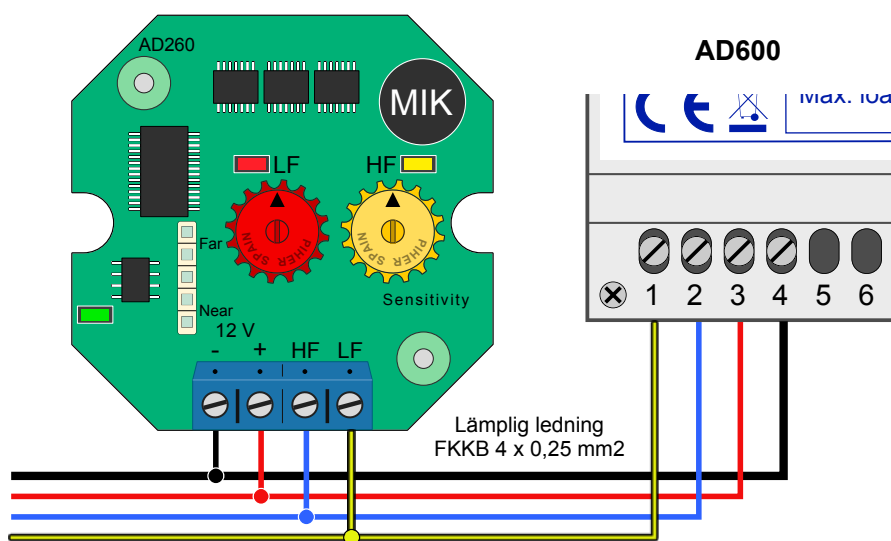 AD260
AD600
MIK
Max. loa
LF
HF
PIHER SPAIN
PIHER SPAIN
Far
Sensitivity
Near
12 V
- + HF LF
1 2 3 4 5 6
Lämplig ledning
FKKB 4 x 0,25 mm2